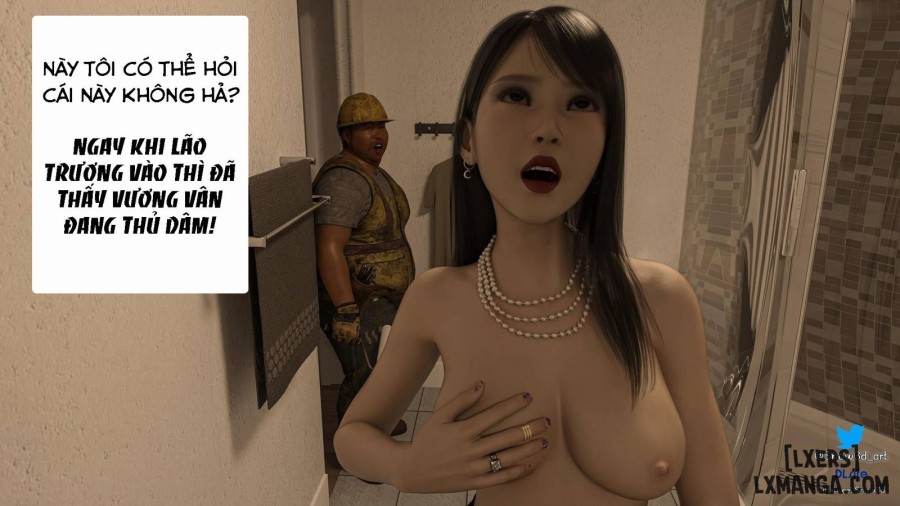 NÀY TÔI CÓ THỂ HỎI
CÁI NÀY KHÔNG HẢ?
NGAY KHI LÃO
TRƯƠNG VÀO THÌ ĐÃ
THẤY VƯƠNG VÂN
ĐANG THỦ DÂM!
[LXERS]
LXMANGA.COM